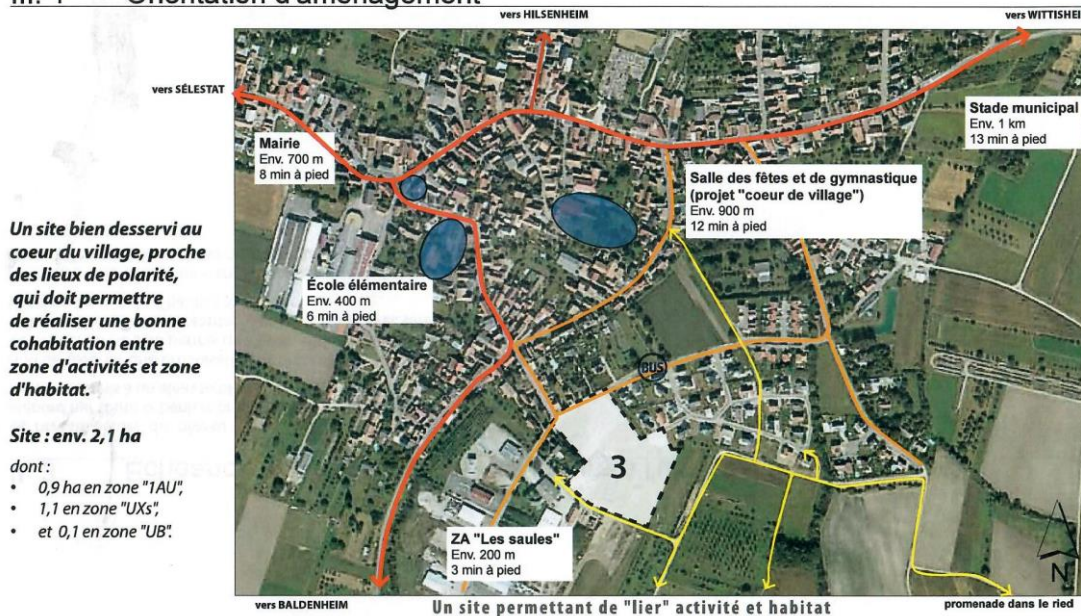 III. 4 Orientation d'aménagement
vers HILSENHEIM
vers WITTISHEI
vers SÉLESTAT
Mairie
Env. 700 m
8 min à pied
Stade municipal
Env. 1 km
13 min à pied
Salle des fêtes et de gymnastique
(projet "coeur de village")
Env. 900 m
12 min à pied
École élémentaire
Env. 400 m
6 min à pied
Un site bien desservi au
coeur du village, proche
des lieux de polarité,
qui doit permettre
de réaliser une bonne
cohabitation entre
zone d'activités et zone
d'habitat.
Site : env. 2,1 ha
dont :
• 0,9 ha en zone "1AU",
• 1,1 en zone "UXs",
• et 0,1 en zone "UB".
BUS
3
ZA "Les saules"
Env. 200 m
3 min à pied
N
vers BALDENHEIM
Un site permettant de "lier" activité et habitat
promenade dans le ried